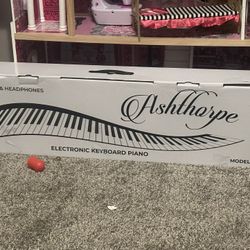 & HEADPHONES
Ashthorpe
ELECTRONIC KEYBOARD PIANO
MODEL